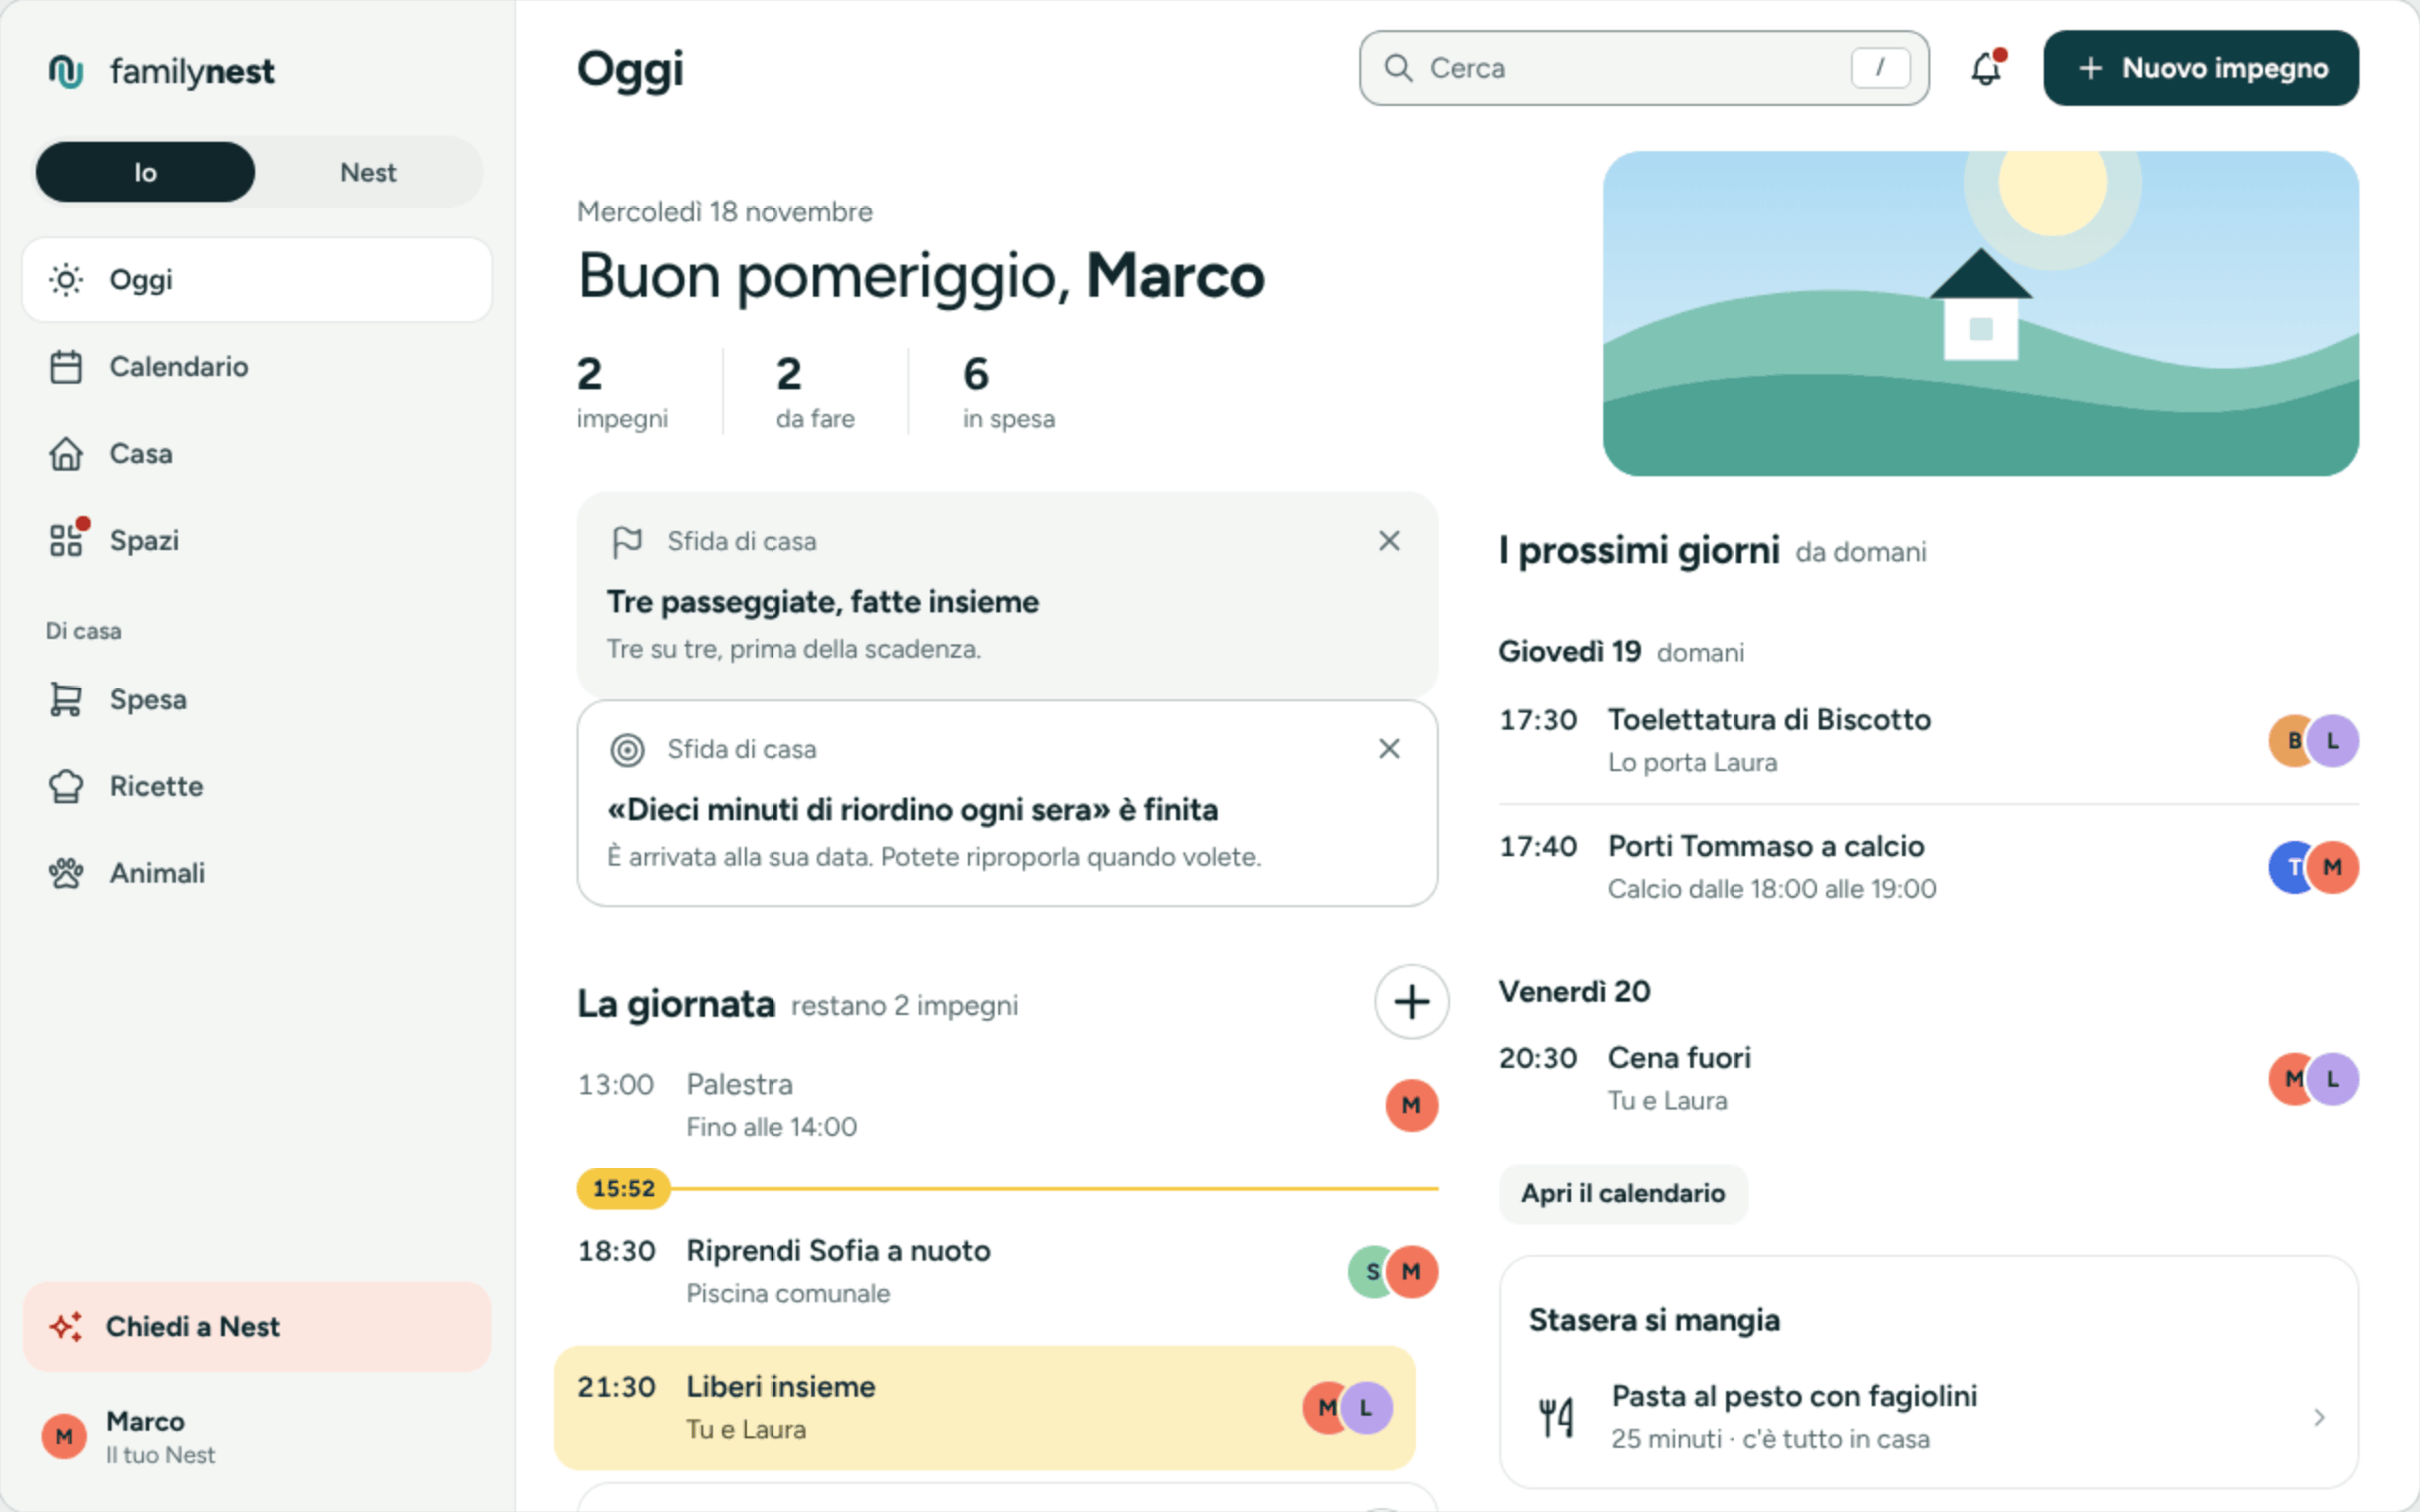 familynest
Io
Nest
Oggi
Calendario
Casa
Spazi
Di casa
Spesa
Ricette
Animali
Chiedi a Nest
M
Marco
Il tuo Nest
Oggi
Cerca
/
+ Nuovo impegno
Mercoledì 18 novembre
Buon pomeriggio, Marco
2
impegni
2
da fare
6
in spesa
Sfida di casa
Tre passeggiate, fatte insieme
Tre su tre, prima della scadenza.
Sfida di casa
«Dieci minuti di riordino ogni sera» è finita
È arrivata alla sua data. Potete riproporla quando volete.
La giornata restano 2 impegni
13:00 Palestra
Fino alle 14:00
M
15:52
18:30 Riprendi Sofia a nuoto
Piscina comunale
S M
21:30 Liberi insieme
Tu e Laura
M L
I prossimi giorni da domani
Giovedì 19 domani
17:30 Toelettatura di Biscotto
Lo porta Laura
B L
17:40 Porti Tommaso a calcio
Calcio dalle 18:00 alle 19:00
T M
Venerdì 20
20:30 Cena fuori
Tu e Laura
M L
Apri il calendario
Stasera si mangia
Pasta al pesto con fagiolini
25 minuti · c'è tutto in casa